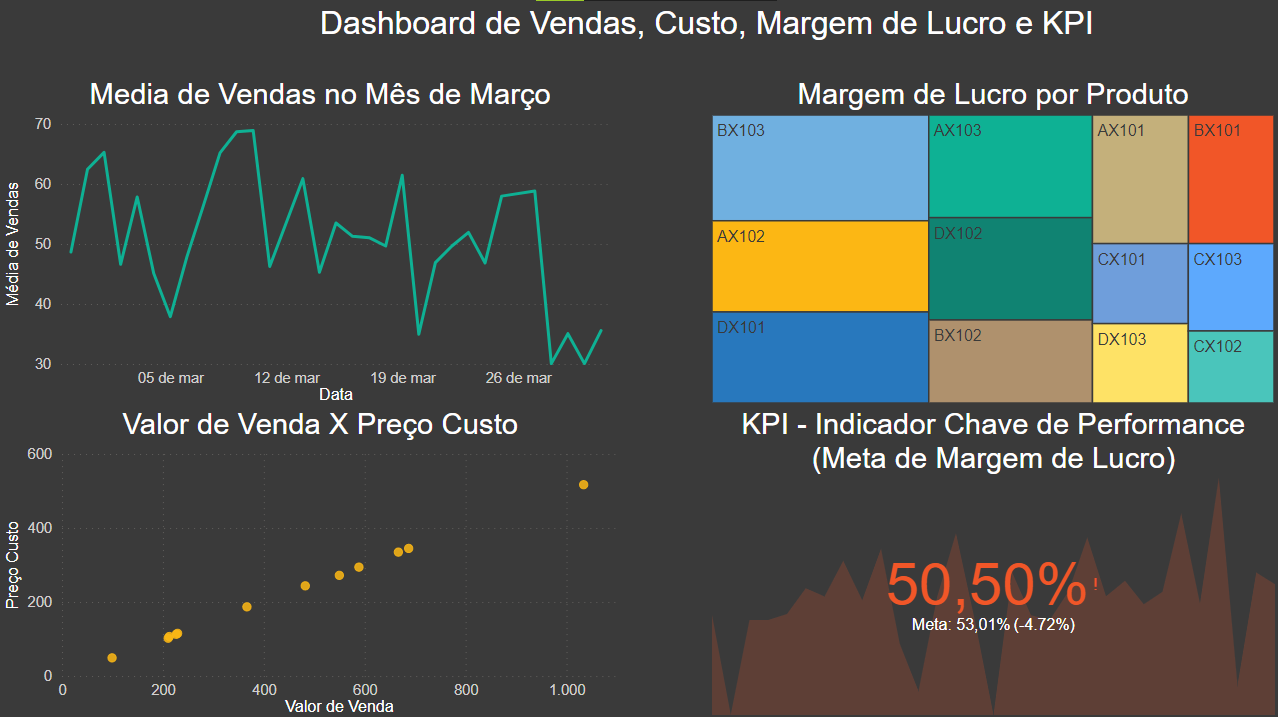 Dashboard de Vendas, Custo, Margem de Lucro e KPI
Media de Vendas no Mês de Março
Média de Vendas
70
60
50
40
30
05 de mar
12 de mar
19 de mar
26 de mar
Data
Margem de Lucro por Produto
BX103
AX103
AX101
BX101
AX102
DX102
CX101
CX103
DX101
BX102
DX103
CX102
Valor de Venda X Preço Custo
Preço Custo
600
400
200
0
0
200
400
600
800
1.000
Valor de Venda
KPI - Indicador Chave de Performance
(Meta de Margem de Lucro)
50,50%!
Meta: 53,01% (-4.72%)